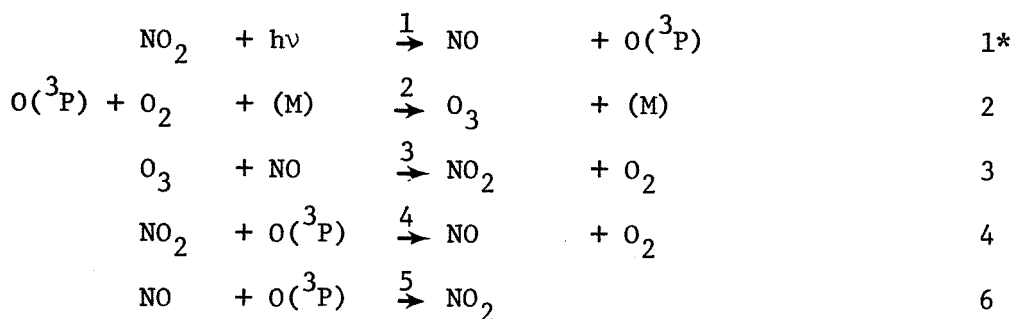 NO₂ + hν →¹ NO + O(³P) 1*
O(³P) + O₂ + (M) →² O₃ + (M) 2
O₃ + NO →³ NO₂ + O₂ 3
NO₂ + O(³P) →⁴ NO + O₂ 4
NO + O(³P) →⁵ NO₂ 6